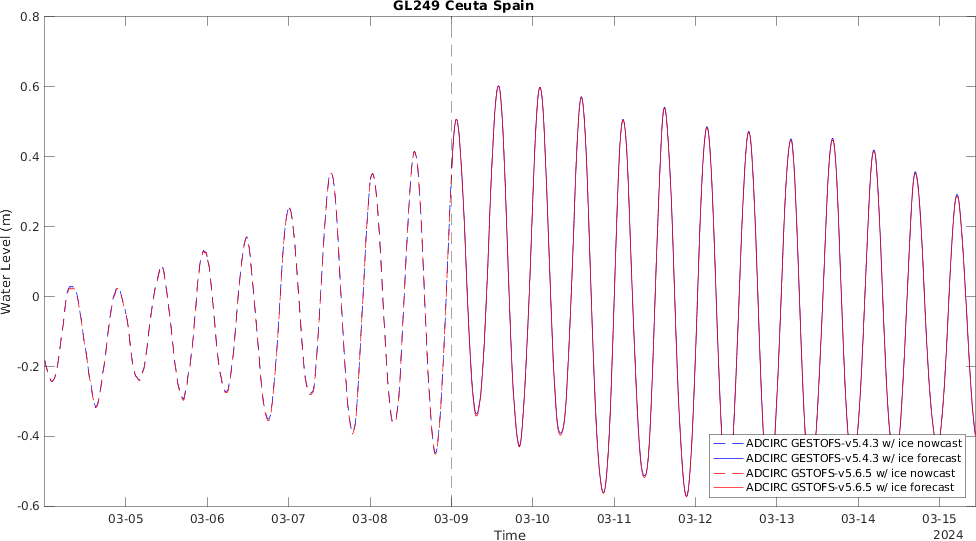 GL249 Ceuta Spain
Water Level (m)
0.8
0.6
0.4
0.2
0
-0.2
-0.4
-0.6
ADCIRC GESTOFS-v5.4.3 w/ ice nowcast
ADCIRC GESTOFS-v5.4.3 w/ ice forecast
ADCIRC GSTOFS-v5.6.5 w/ ice nowcast
ADCIRC GSTOFS-v5.6.5 w/ ice forecast
03-05 03-06 03-07 03-08 03-09 03-10 03-11 03-12 03-13 03-14 03-15
Time
2024